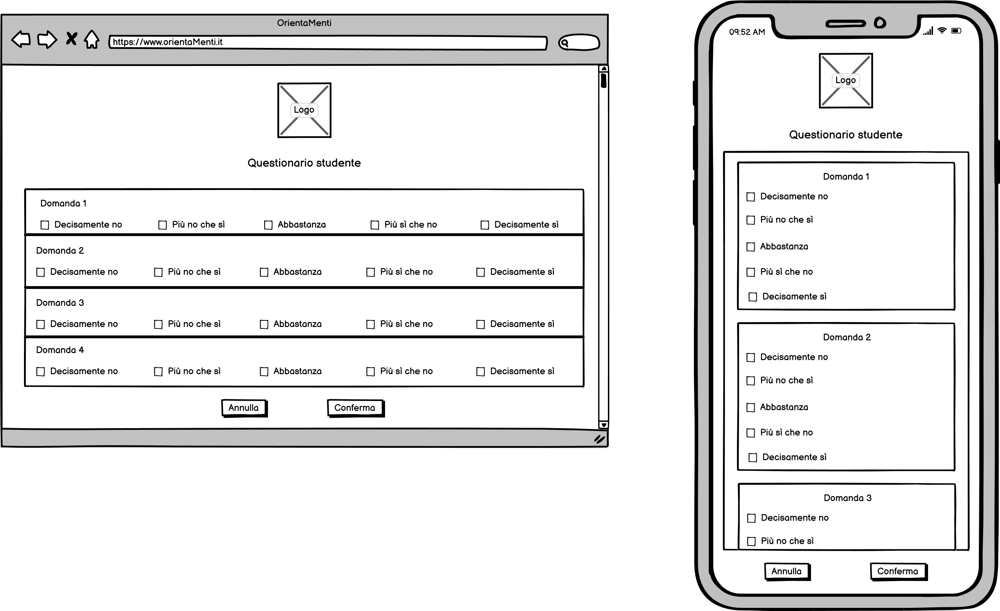 OrientaMenti
https://www.orientaMenti.it
Logo
Questionario studente
Domanda 1
Decisamente no Più no che sì Abbastanza Più sì che no Decisamente sì
Domanda 2
Decisamente no Più no che sì Abbastanza Più sì che no Decisamente sì
Domanda 3
Decisamente no Più no che sì Abbastanza Più sì che no Decisamente sì
Domanda 4
Decisamente no Più no che sì Abbastanza Più sì che no Decisamente sì
Annulla Conferma
09:52 AM
Logo
Questionario studente
Domanda 1
Decisamente no
Più no che sì
Abbastanza
Più sì che no
Decisamente sì
Domanda 2
Decisamente no
Più no che sì
Abbastanza
Più sì che no
Decisamente sì
Domanda 3
Decisamente no
Più no che sì
Annulla Conferma